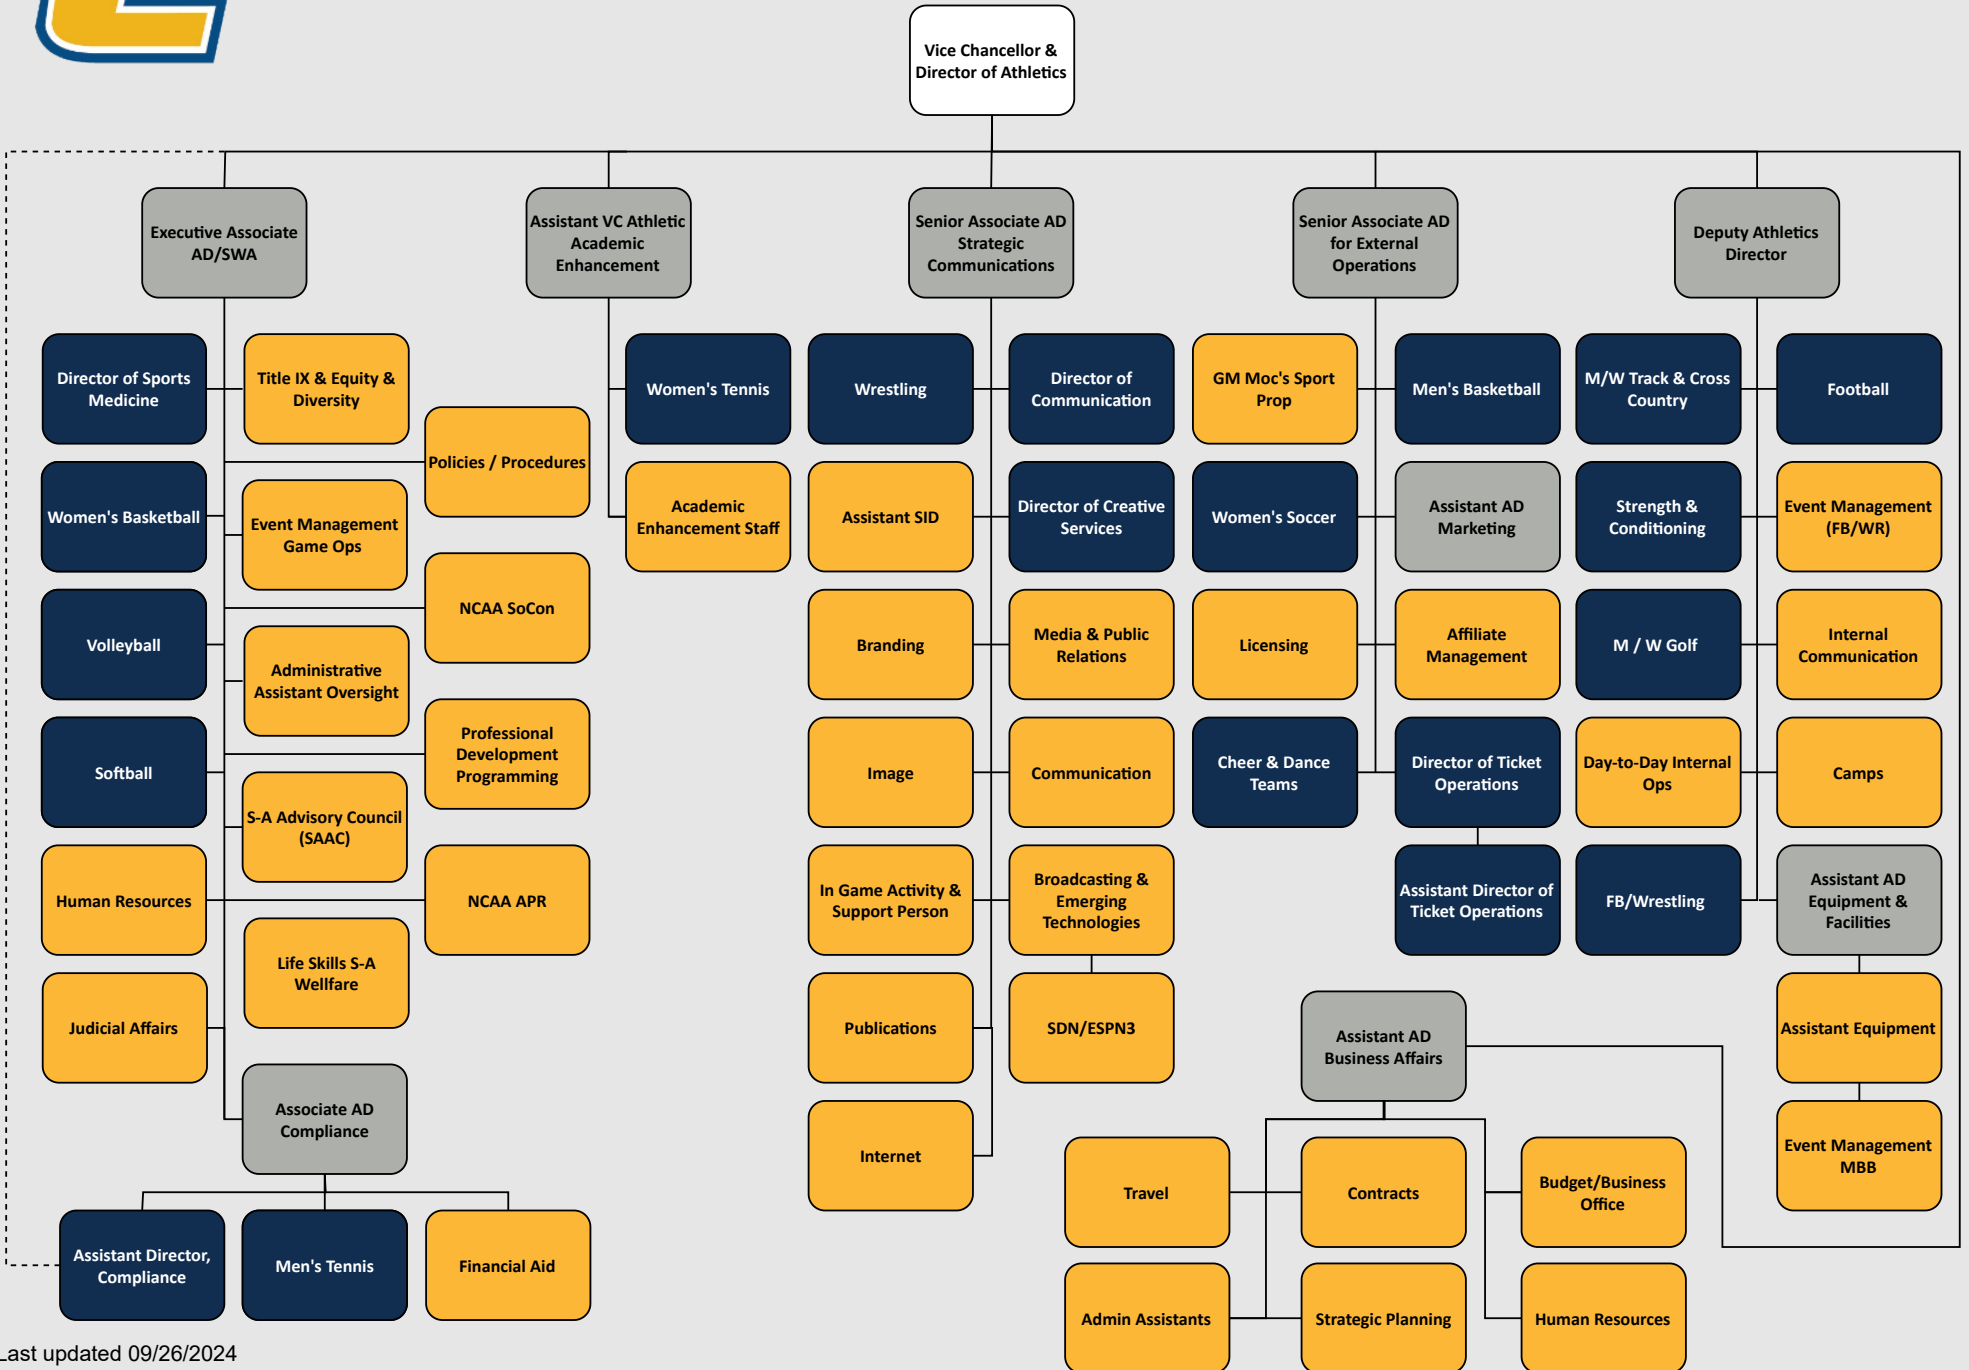 Vice Chancellor &
Director of Athletics
Executive Associate
AD/SWA
Assistant VC Athletic
Academic
Enhancement
Senior Associate AD
Strategic
Communications
Senior Associate AD
for External
Operations
Deputy Athletics
Director
Director of Sports
Medicine
Title IX & Equity &
Diversity
Policies / Procedures
Women's Basketball
Event Management
Game Ops
NCAA SoCon
Volleyball
Administrative
Assistant Oversight
Professional
Development
Programming
Softball
S-A Advisory Council
(SAAC)
Human Resources
NCAA APR
Life Skills S-A
Wellfare
Judicial Affairs
Associate AD
Compliance
Assistant Director,
Compliance
Men's Tennis
Financial Aid
Women's Tennis
Academic
Enhancement Staff
Wrestling
Director of
Communication
Assistant SID
Director of Creative
Services
Branding
Media & Public
Relations
Image
Communication
In Game Activity &
Support Person
Broadcasting &
Emerging
Technologies
Publications
SDN/ESPN3
Internet
GM Moc's Sport
Prop
Men's Basketball
Women's Soccer
Assistant AD
Marketing
Licensing
Affiliate
Management
Cheer & Dance
Teams
Director of Ticket
Operations
Assistant Director of
Ticket Operations
M/W Track & Cross
Country
Football
Strength &
Conditioning
Event Management
(FB/WR)
M / W Golf
Internal
Communication
Day-to-Day Internal
Ops
Camps
FB/Wrestling
Assistant AD
Equipment &
Facilities
Assistant Equipment
Event Management
MBB
Assistant AD
Business Affairs
Travel
Contracts
Budget/Business
Office
Admin Assistants
Strategic Planning
Human Resources
Last updated 09/26/2024